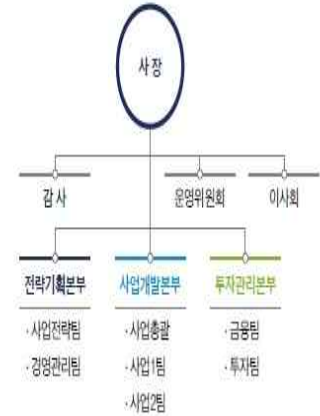 사장
감사 운영위원회 이사회
전략기획본부 사업개발본부 투자관리본부
· 사업전략팀 · 사업총괄 · 금융팀
· 경영관리팀 · 사업1팀 · 투자팀
· 사업2팀